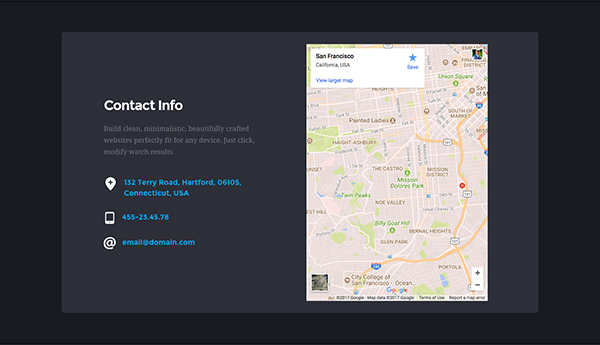 Contact Info
Build clean, minimalistic, beautifully crafted
websites perfectly fit for any device. Just click,
modify watch results.
132 Terry Road, Hartford, 06105,
Connecticut, USA
455-23.45.78
email@domain.com
San Francisco
California, USA
Save
View larger map
FINANCIAL
DISTRICT
Union Square
SOUTH OF
MARKET
Painted Ladies
HAIGHT-ASHBURY
THE CASTRO
Mission
Dolores Park
MISSION
DISTRICT
Twin Peaks
NOE VALLEY
Billy Goat Hill
BERNAL HEIGHTS
GLEN PARK
PORTOLA
City College of
San Francisco - Ocean...
Google
©2017 Google - Map data ©2017 Google
Terms of Use
Report a map error